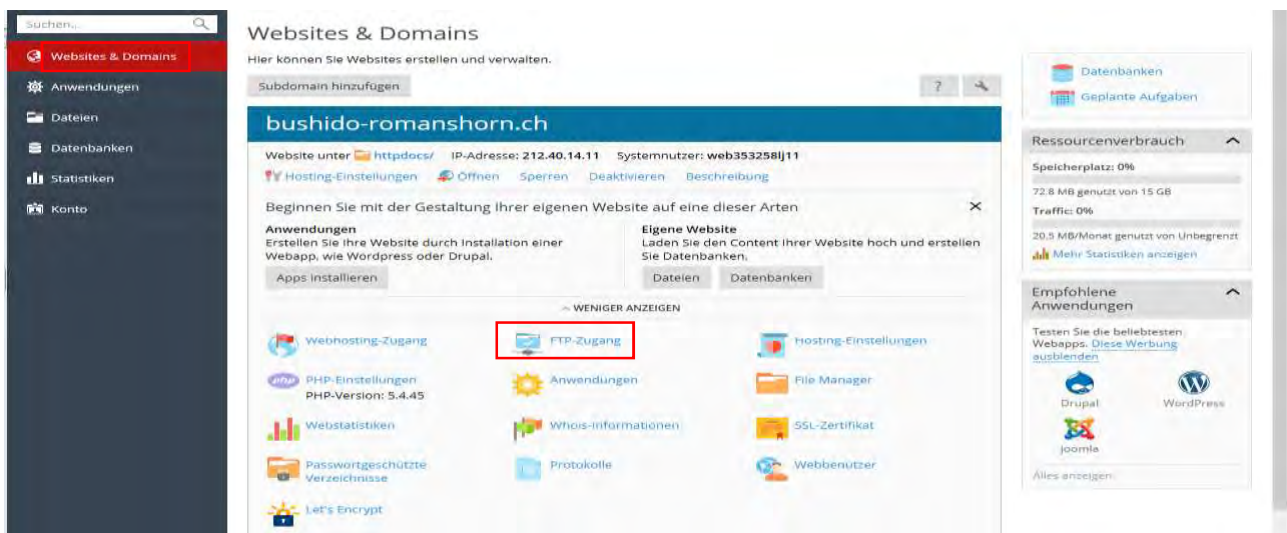 Suchen...
Websites & Domains
Anwendungen
Dateien
Datenbanken
Statistiken
Konto
Websites & Domains
Hier können Sie Websites erstellen und verwalten.
Subdomain hinzufügen
?
bushido-romanshorn.ch
Website unter httpdocs/ IP-Adresse: 212.40.14.11 Systemnutzer: web353258lj11
Hosting-Einstellungen Öffnen Sperren Deaktivieren Beschreibung
Beginnen Sie mit der Gestaltung Ihrer eigenen Website auf eine dieser Arten
Anwendungen
Erstellen Sie Ihre Website durch Installation einer
Webapp, wie Wordpress oder Drupal.
Apps installieren
Eigene Website
Laden Sie den Content Ihrer Website hoch und erstellen
Sie Datenbanken.
Dateien Datenbanken
WENIGER ANZEIGEN
Webhosting-Zugang
FTP-Zugang
Hosting-Einstellungen
php PHP-Einstellungen
PHP-Version: 5.4.45
Anwendungen
File Manager
Webstatistiken
Whois-Informationen
SSL-Zertifikat
Passwortgeschützte
Verzeichnisse
Protokolle
Webbenutzer
Let's Encrypt
Datenbanken
Geplante Aufgaben
Ressourcenverbrauch
Speicherplatz: 0%
72.8 MB genutzt von 15 GB
Traffic: 0%
20.5 MB/Monat genutzt von Unbegrenzt
Mehr Statistiken anzeigen
Empfohlene
Anwendungen
Testen Sie die beliebtesten
Webapps. Diese Werbung
ausblenden
Drupal
WordPress
Joomla
Alles anzeigen